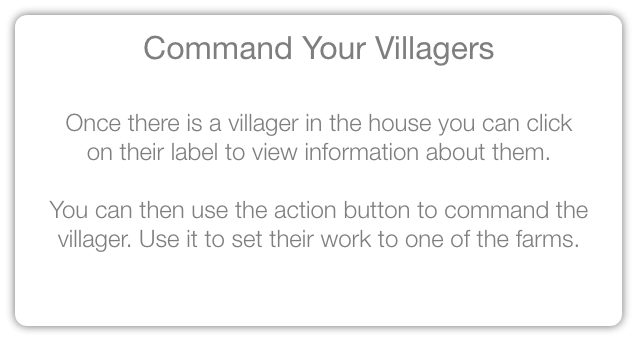 Command Your Villagers
Once there is a villager in the house you can click
on their label to view information about them.
You can then use the action button to command the
villager. Use it to set their work to one of the farms.